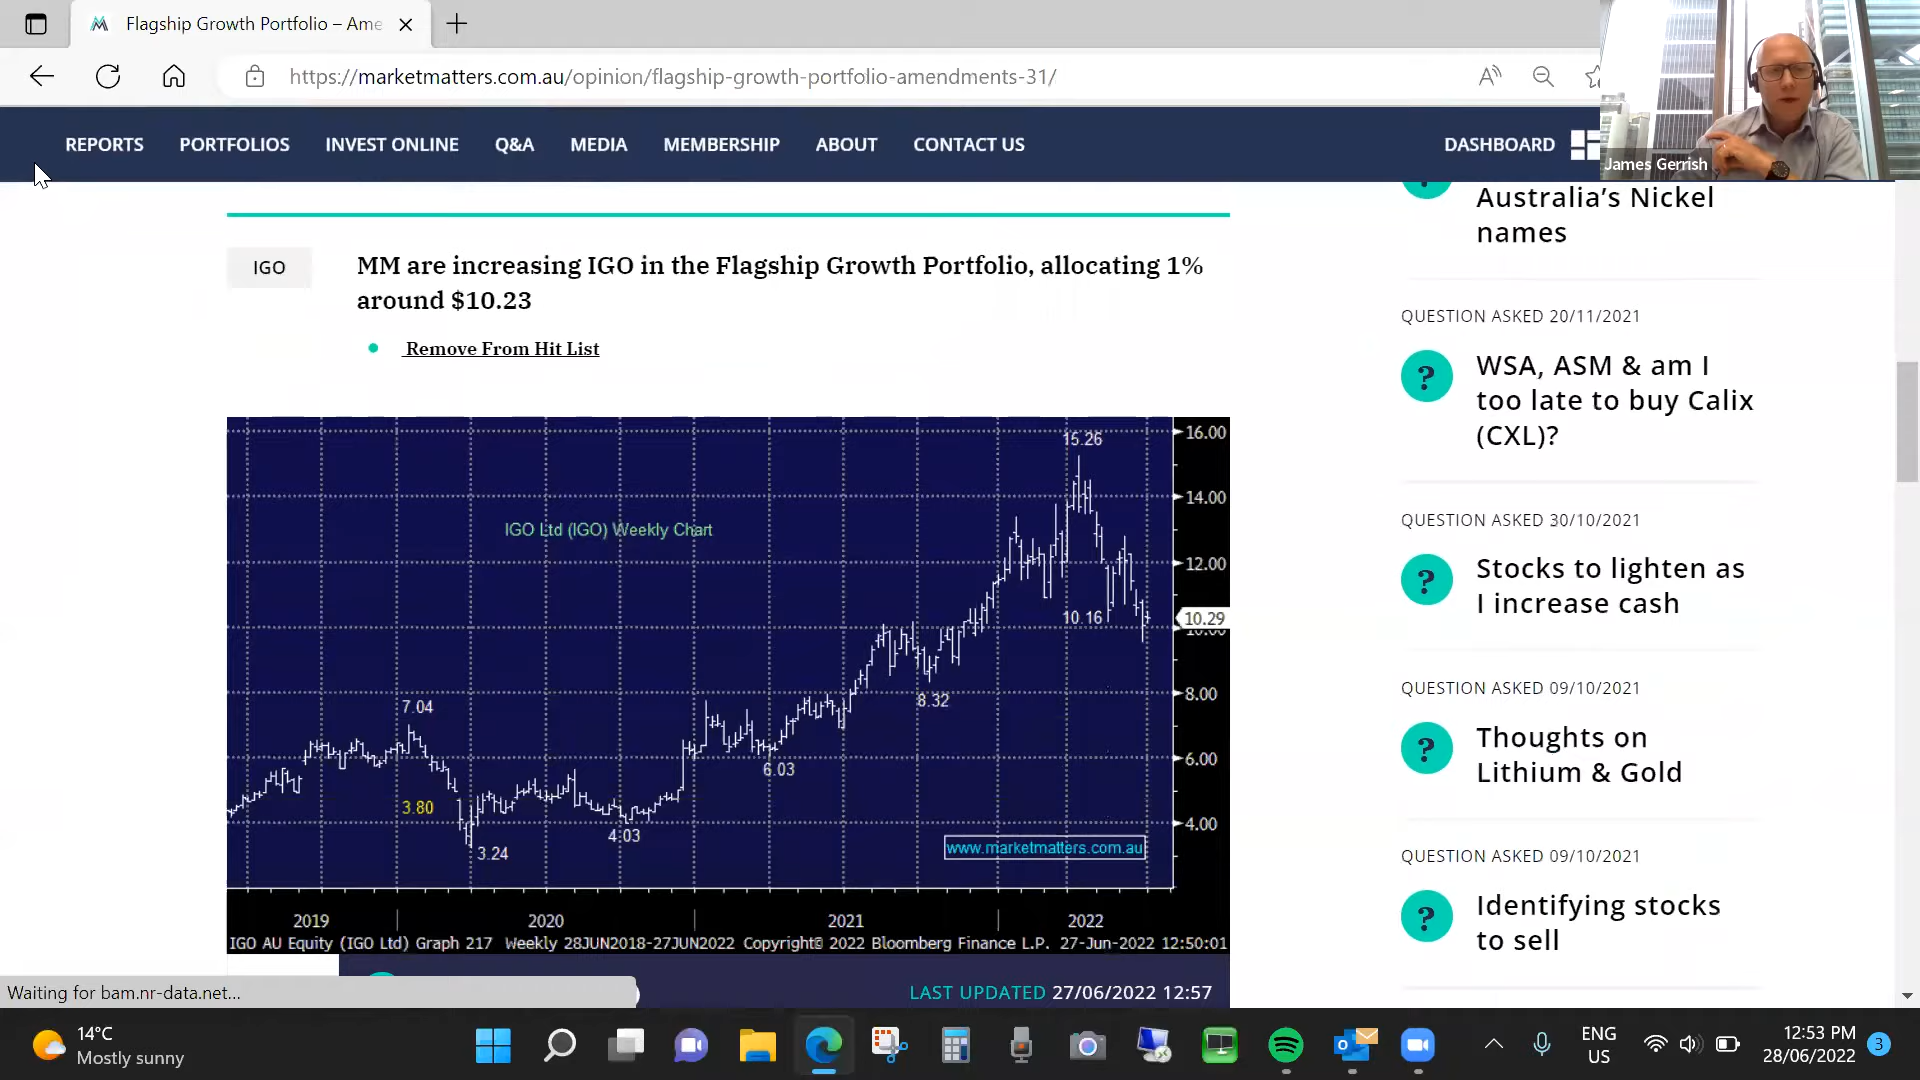 Flagship Growth Portfolio – Ame
https://marketmatters.com.au/opinion/flagship-growth-portfolio-amendments-31/
REPORTS PORTFOLIOS INVEST ONLINE Q&A MEDIA MEMBERSHIP ABOUT CONTACT US DASHBOARD
James Gerrish
IGO
MM are increasing IGO in the Flagship Growth Portfolio, allocating 1%
around $10.23
Remove From Hit List
IGO Ltd (IGO) Weekly Chart
15.26
10.16
8.32
7.04
6.03
3.80
4.03
3.24
16.00
14.00
12.00
10.29
10.00
8.00
6.00
4.00
www.marketmatters.com.au
2019 2020 2021 2022
IGO AU Equity (IGO Ltd) Graph 217 Weekly 28JUN2018-27JUN2022 Copyright© 2022 Bloomberg Finance L.P. 27-Jun-2022 12:50:01
LAST UPDATED 27/06/2022 12:57
Australia's Nickel
names
QUESTION ASKED 20/11/2021
?
WSA, ASM & am I
too late to buy Calix
(CXL)?
QUESTION ASKED 30/10/2021
?
Stocks to lighten as
I increase cash
QUESTION ASKED 09/10/2021
?
Thoughts on
Lithium & Gold
QUESTION ASKED 09/10/2021
?
Identifying stocks
to sell
Waiting for bam.nr-data.net...
14°C
Mostly sunny
ENG
US
12:53 PM
28/06/2022
3